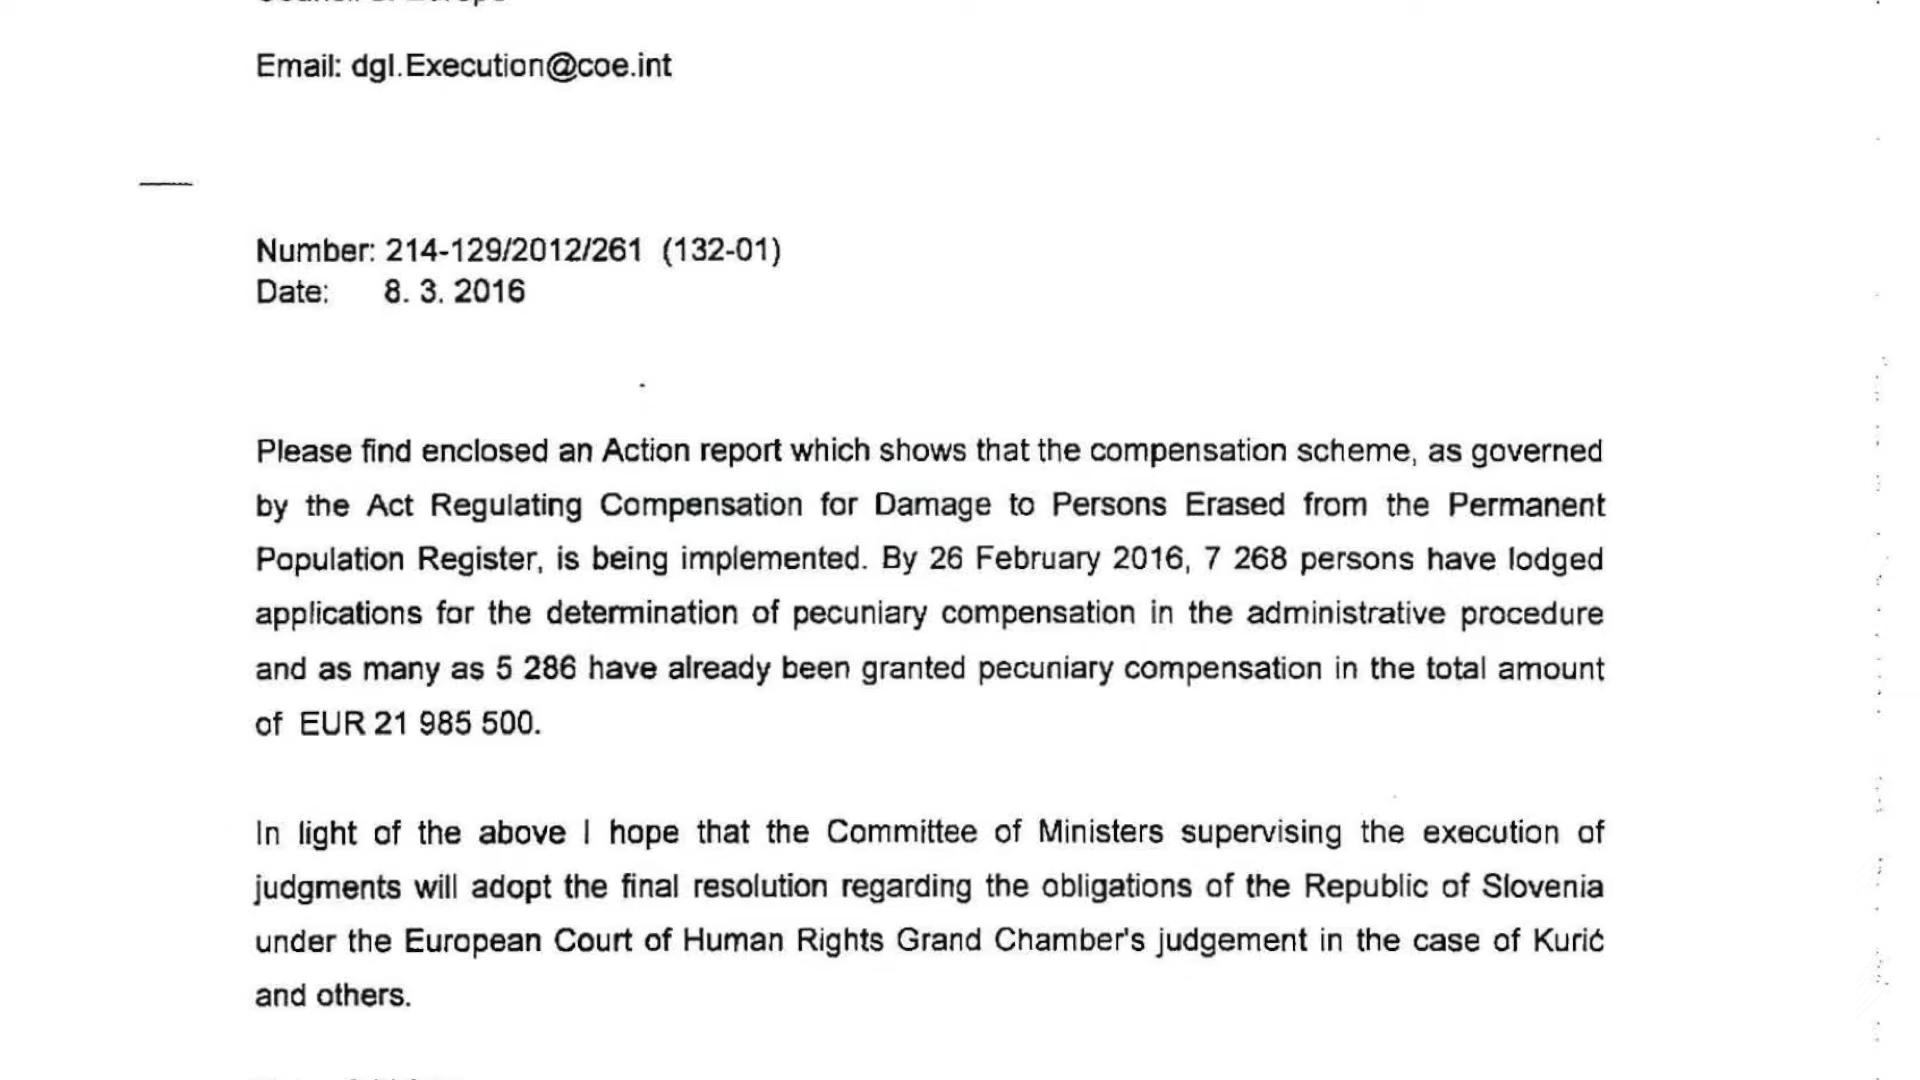 Email: dgl.Execution@coe.int
Number: 214-129/2012/261 (132-01)
Date: 8. 3. 2016
Please find enclosed an Action report which shows that the compensation scheme, as governed
by the Act Regulating Compensation for Damage to Persons Erased from the Permanent
Population Register, is being implemented. By 26 February 2016, 7 268 persons have lodged
applications for the determination of pecuniary compensation in the administrative procedure
and as many as 5 286 have already been granted pecuniary compensation in the total amount
of EUR 21 985 500.
In light of the above I hope that the Committee of Ministers supervising the execution of
judgments will adopt the final resolution regarding the obligations of the Republic of Slovenia
under the European Court of Human Rights Grand Chamber's judgement in the case of Kurić
and others.